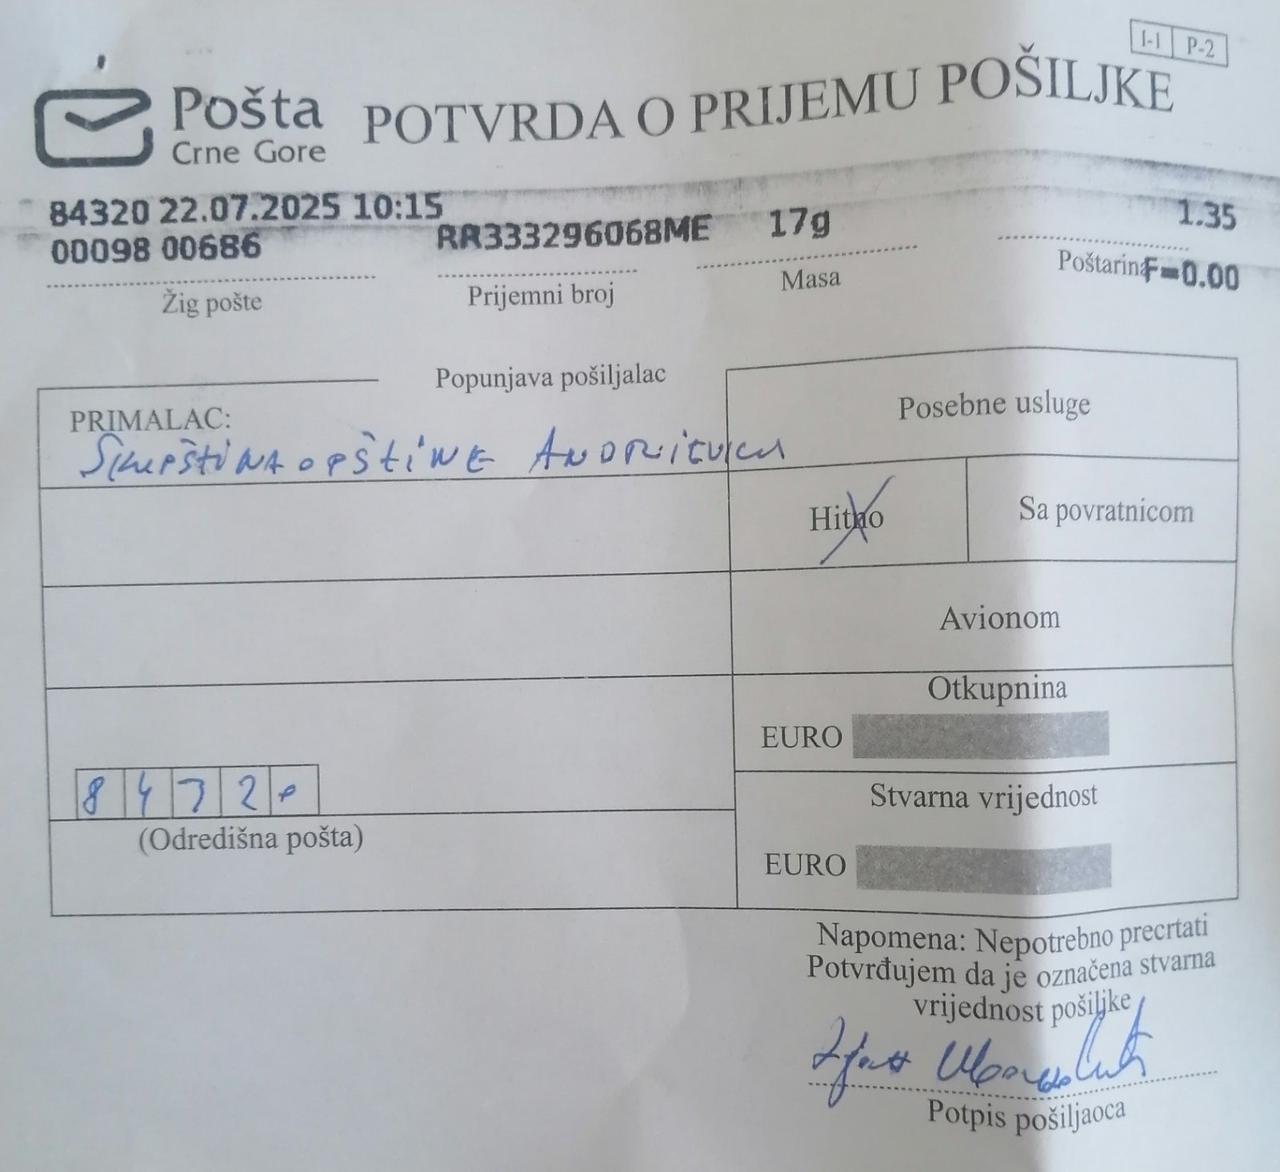 I-1 P-2
Pošta
Crne Gore
POTVRDA O PRIJEMU POŠILJKE
84320 22.07.2025 10:15
00098 00686
RR333296068ME
17g
1.35
F=0.00
Žig pošte
Prijemni broj
Masa
Poštarina
Popunjava pošiljalac
PRIMALAC:
Skupština opštine
Posebne usluge
Hitno
Sa povratnicom
Avionom
Otkupnina
EURO
Stvarna vrijednost
EURO
(Odredišna pošta)
Napomena: Nepotrebno precrtati
Potvrđujem da je označena stvarna
vrijednost pošiljke
Potpis pošiljaoca